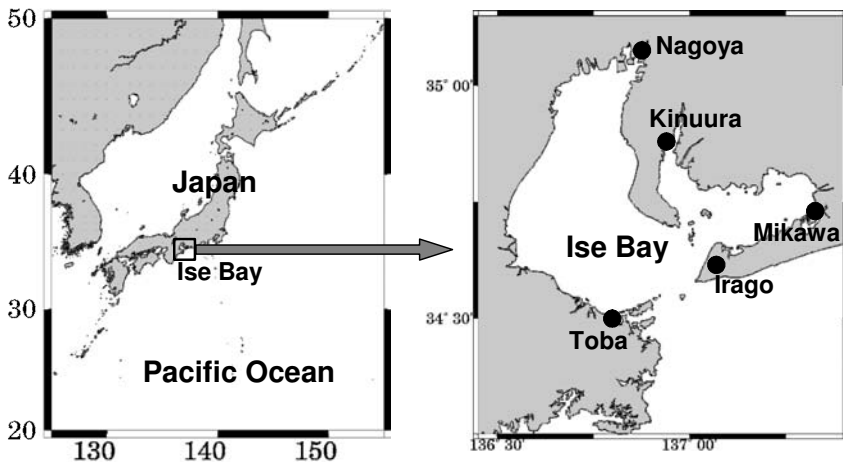 50
40
30
20
130
140
150
Japan
Ise Bay
Pacific Ocean
35° 00'
34° 30'
136° 30'
137° 00'
Nagoya
Kinuura
Mikawa
Ise Bay
Irago
Toba